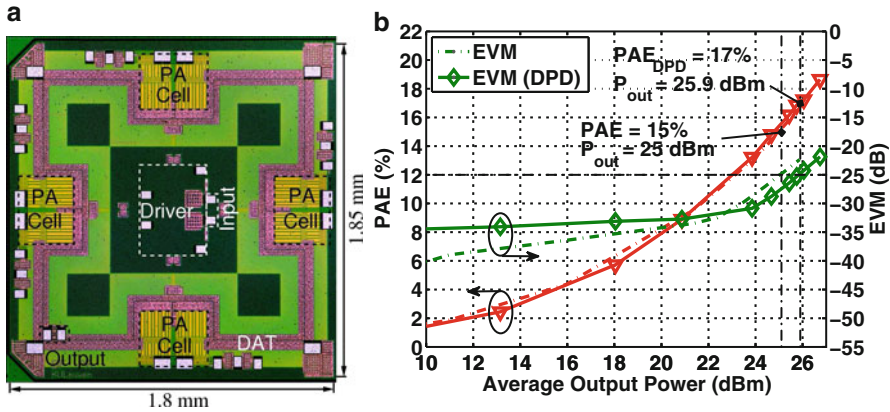 a
PA
Cell
PA
Cell
Driver
Input
PA
Cell
PA
Cell
Output
DAT
1.85 mm
1.8 mm
b
EVM
EVM (DPD)
PAE_DPD = 17%
P_out = 25.9 dBm
PAE = 15%
P_out = 25 dBm
PAE (%)
22
20
18
16
14
12
10
8
6
4
2
0
0
−5
−10
−15
−20
−25
−30
−35
−40
−45
−50
−55
EVM (dB)
10 12 14 16 18 20 22 24 26
Average Output Power (dBm)